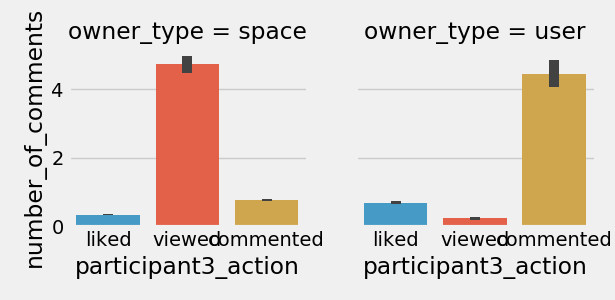 owner_type = space
owner_type = user
number_of_comments
4
2
0
liked viewed commented
liked viewed commented
participant3_action
participant3_action